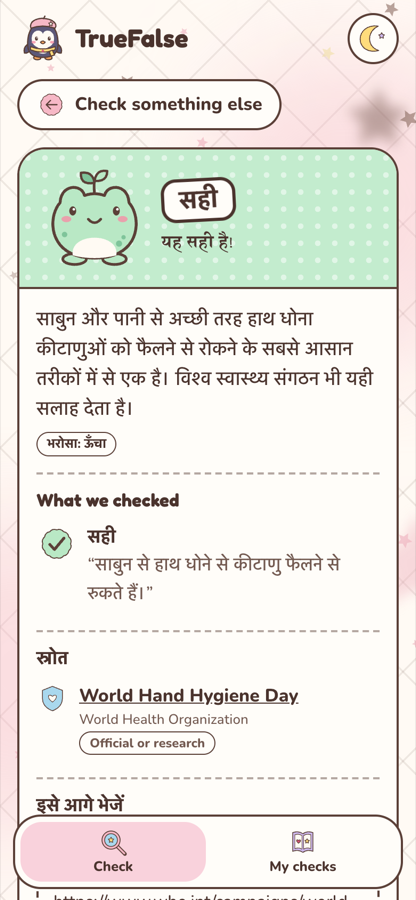 TrueFalse
Check something else
सही
यह सही है!
साबुन और पानी से अच्छी तरह हाथ धोना
कीटाणुओं को फैलने से रोकने के सबसे आसान
तरीकों में से एक है। विश्व स्वास्थ्य संगठन भी यही
सलाह देता है।
भरोसा: ऊँचा
What we checked
सही
“साबुन से हाथ धोने से कीटाणु फैलने से
रुकते हैं।”
स्रोत
World Hand Hygiene Day
World Health Organization
Official or research
इसे आगे भेजें
Check
My checks